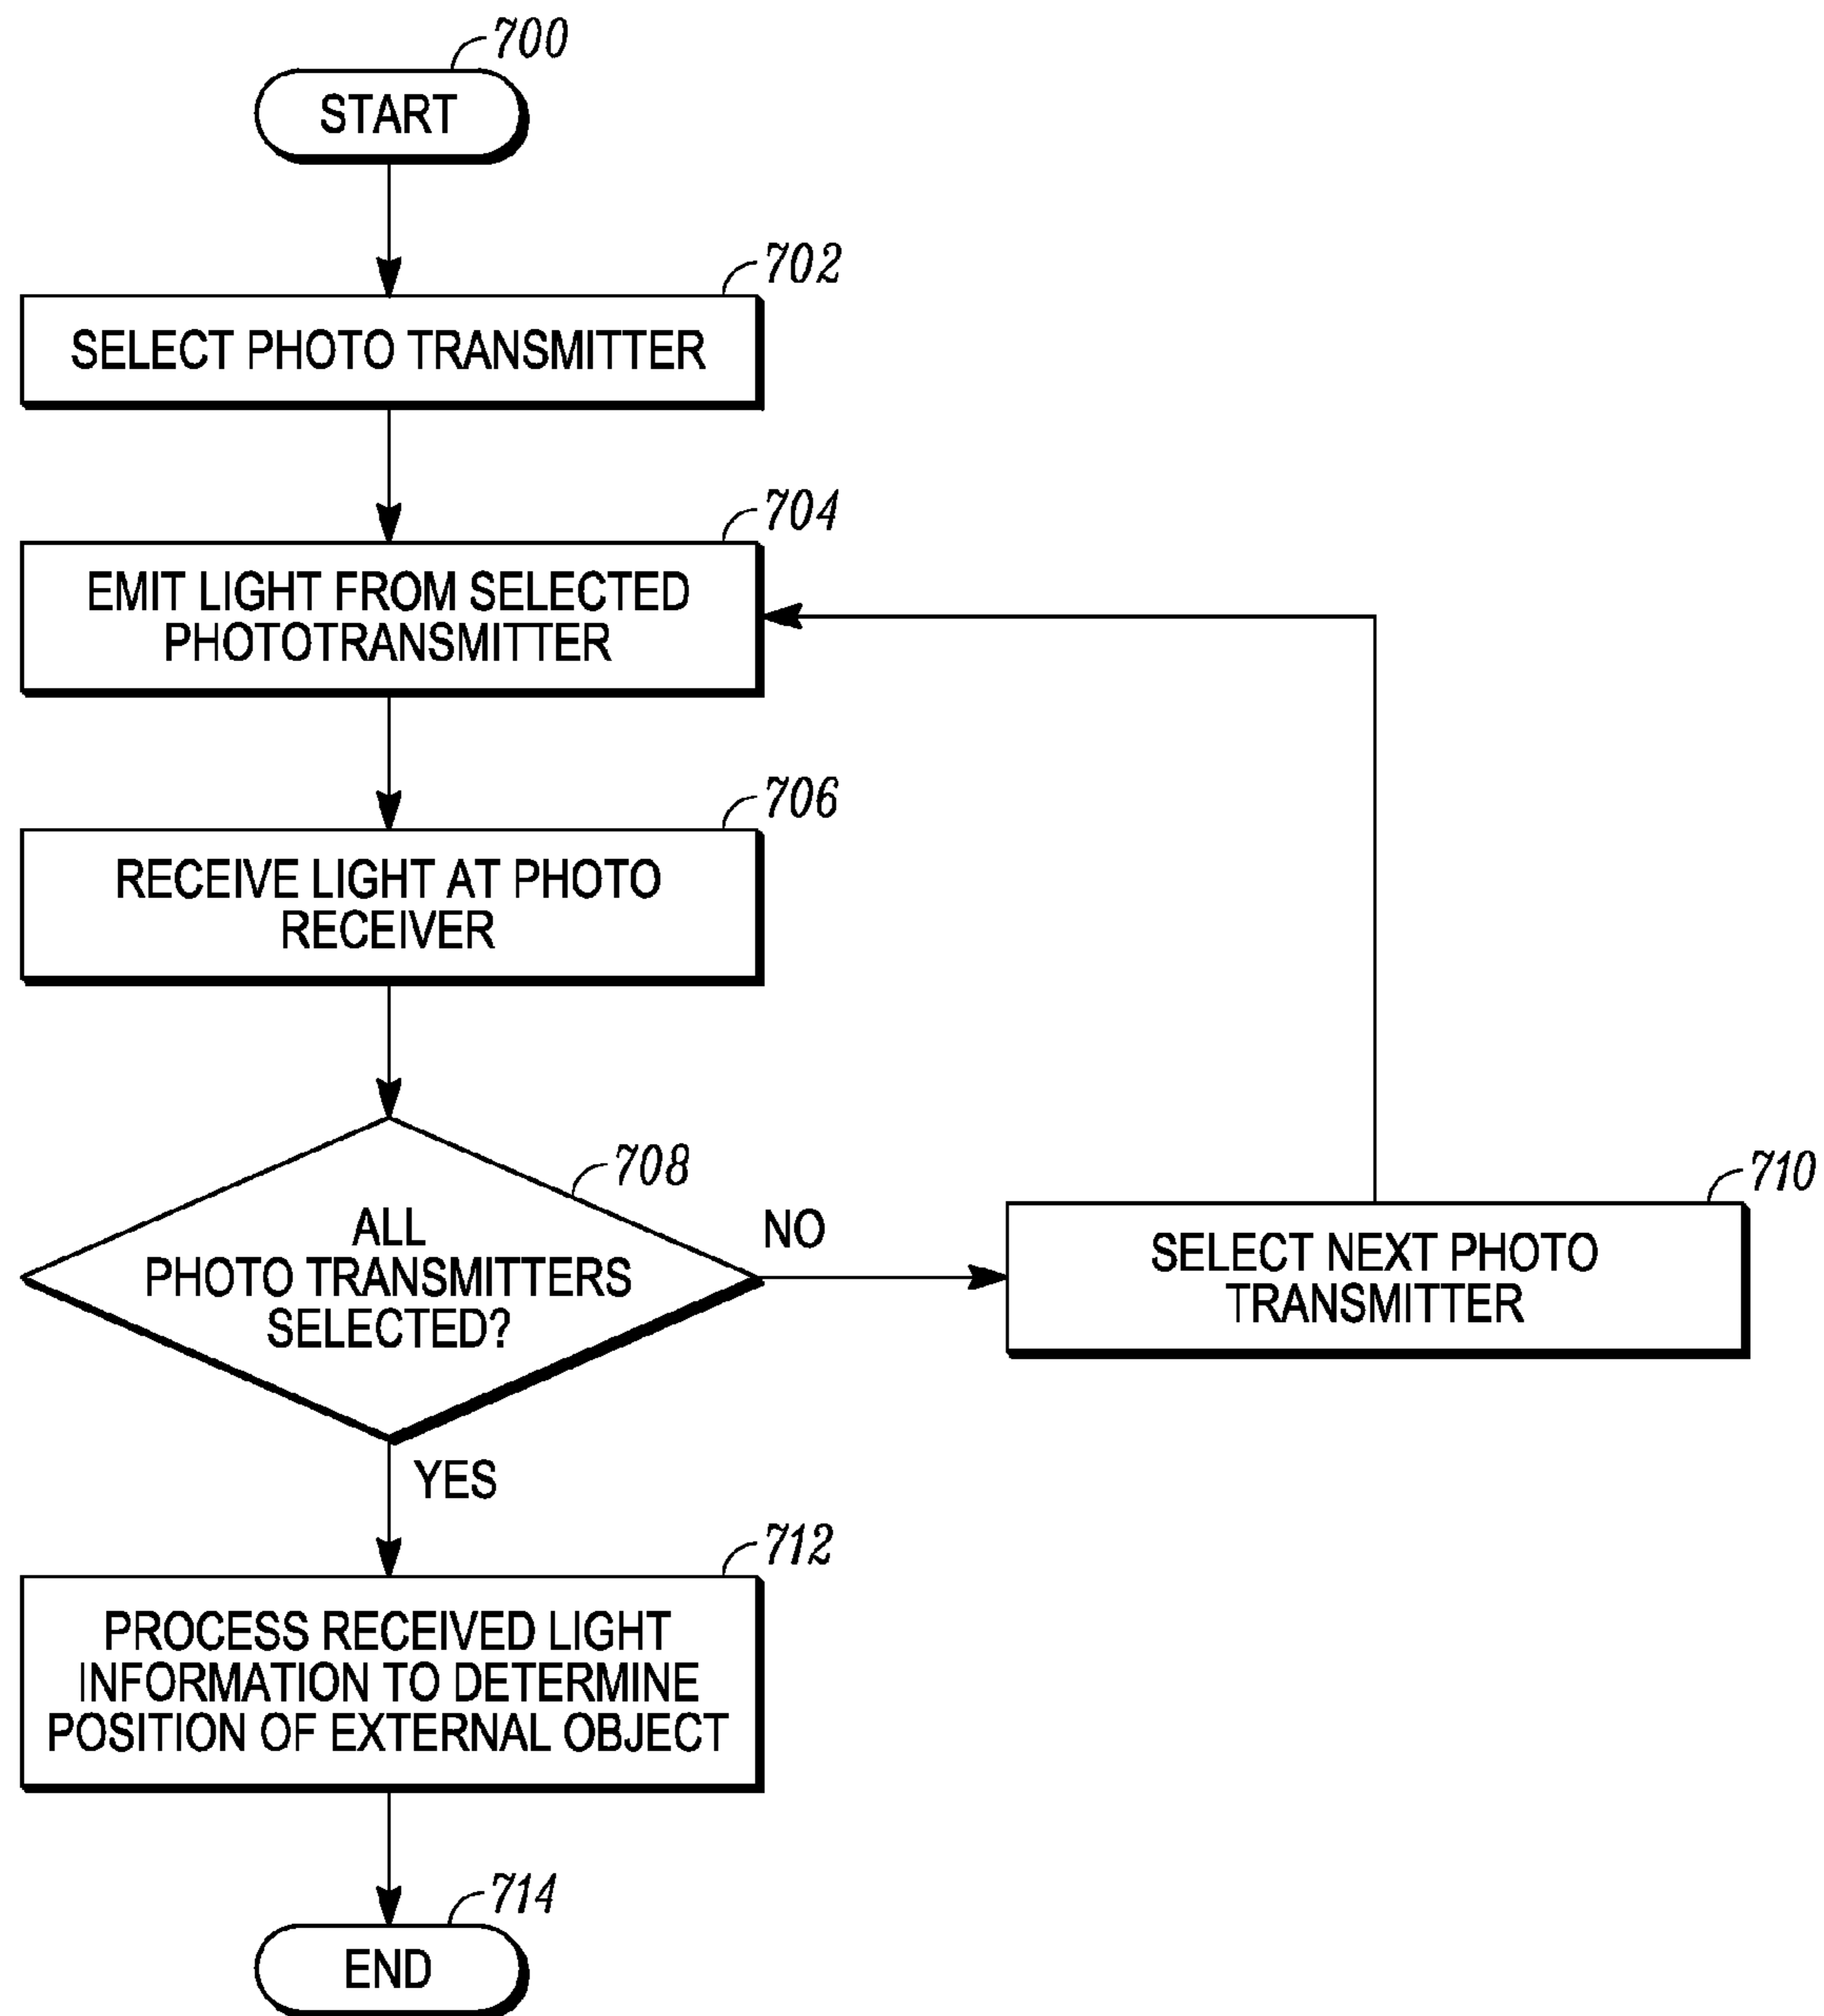 700
START
702
SELECT PHOTO TRANSMITTER
704
EMIT LIGHT FROM SELECTED
PHOTOTRANSMITTER
706
RECEIVE LIGHT AT PHOTO
RECEIVER
708
ALL
PHOTO TRANSMITTERS
SELECTED?
NO
710
SELECT NEXT PHOTO
TRANSMITTER
YES
712
PROCESS RECEIVED LIGHT
INFORMATION TO DETERMINE
POSITION OF EXTERNAL OBJECT
714
END